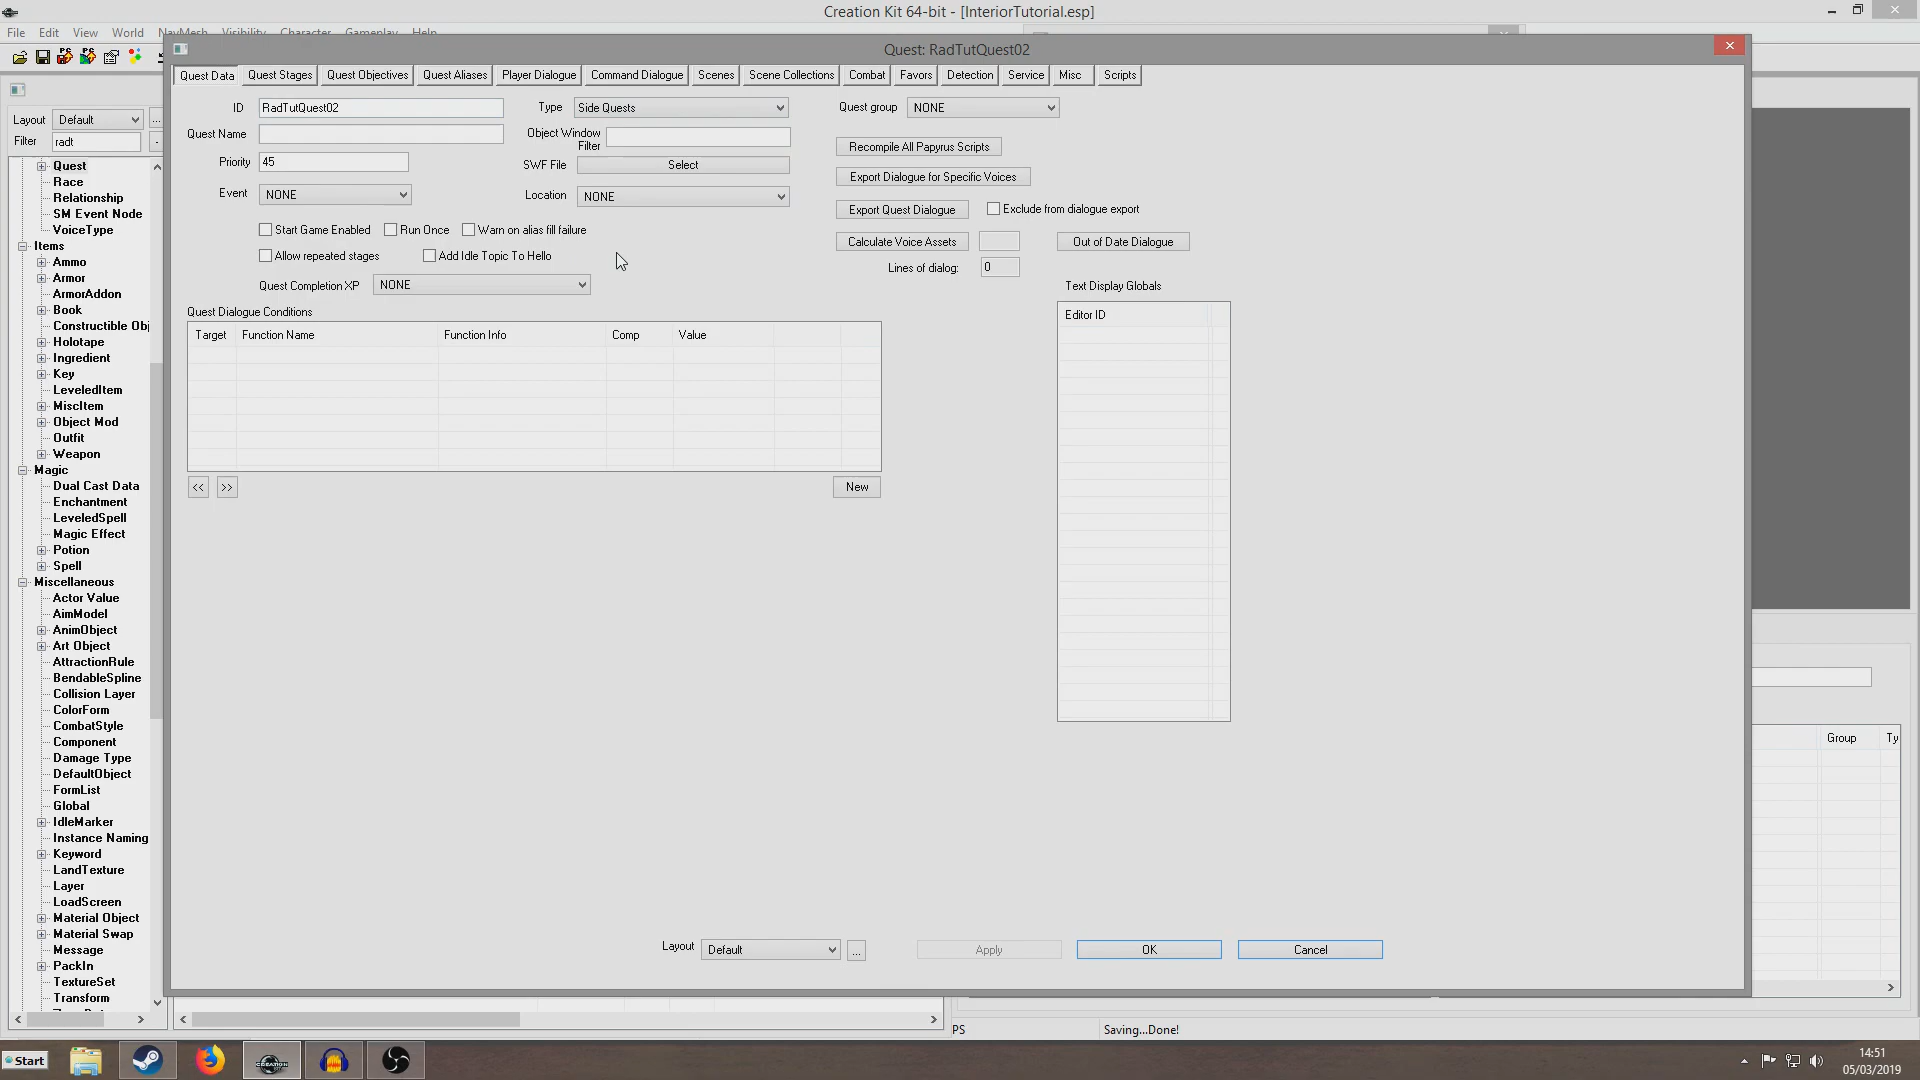 Creation Kit 64-bit - [InteriorTutorial.esp]
File Edit View World NavMesh Visibility Character Gameplay Help
Quest: RadTutQuest02
Quest Data Quest Stages Quest Objectives Quest Aliases Player Dialogue Command Dialogue Scenes Scene Collections Combat Favors Detection Service Misc Scripts
Layout Default ...
Filter radt
Quest
Race
Relationship
SM Event Node
VoiceType
Items
Ammo
Armor
ArmorAddon
Book
Constructible Obj
Holotape
Ingredient
Key
LeveledItem
MiscItem
Object Mod
Outfit
Weapon
Magic
Dual Cast Data
Enchantment
LeveledSpell
Magic Effect
Potion
Spell
Miscellaneous
Actor Value
AimModel
AnimObject
Art Object
AttractionRule
BendableSpline
Collision Layer
ColorForm
CombatStyle
Component
Damage Type
DefaultObject
FormList
Global
IdleMarker
Instance Naming
Keyword
LandTexture
Layer
LoadScreen
Material Object
Material Swap
Message
PackIn
TextureSet
Transform
ID RadTutQuest02
Quest Name
Priority 45
Event NONE
Type Side Quests
Object Window
Filter
SWF File Select
Location NONE
Quest group NONE
Recompile All Papyrus Scripts
Export Dialogue for Specific Voices
Export Quest Dialogue Exclude from dialogue export
Calculate Voice Assets Out of Date Dialogue
Lines of dialog: 0
Start Game Enabled Run Once Warn on alias fill failure
Allow repeated stages Add Idle Topic To Hello
Quest Completion XP NONE
Quest Dialogue Conditions
Target Function Name Function Info Comp Value
<< >> New
Text Display Globals
Editor ID
Group Ty
Layout Default ... Apply OK Cancel
PS Saving...Done!
Start
CREATION
14:51
05/03/2019